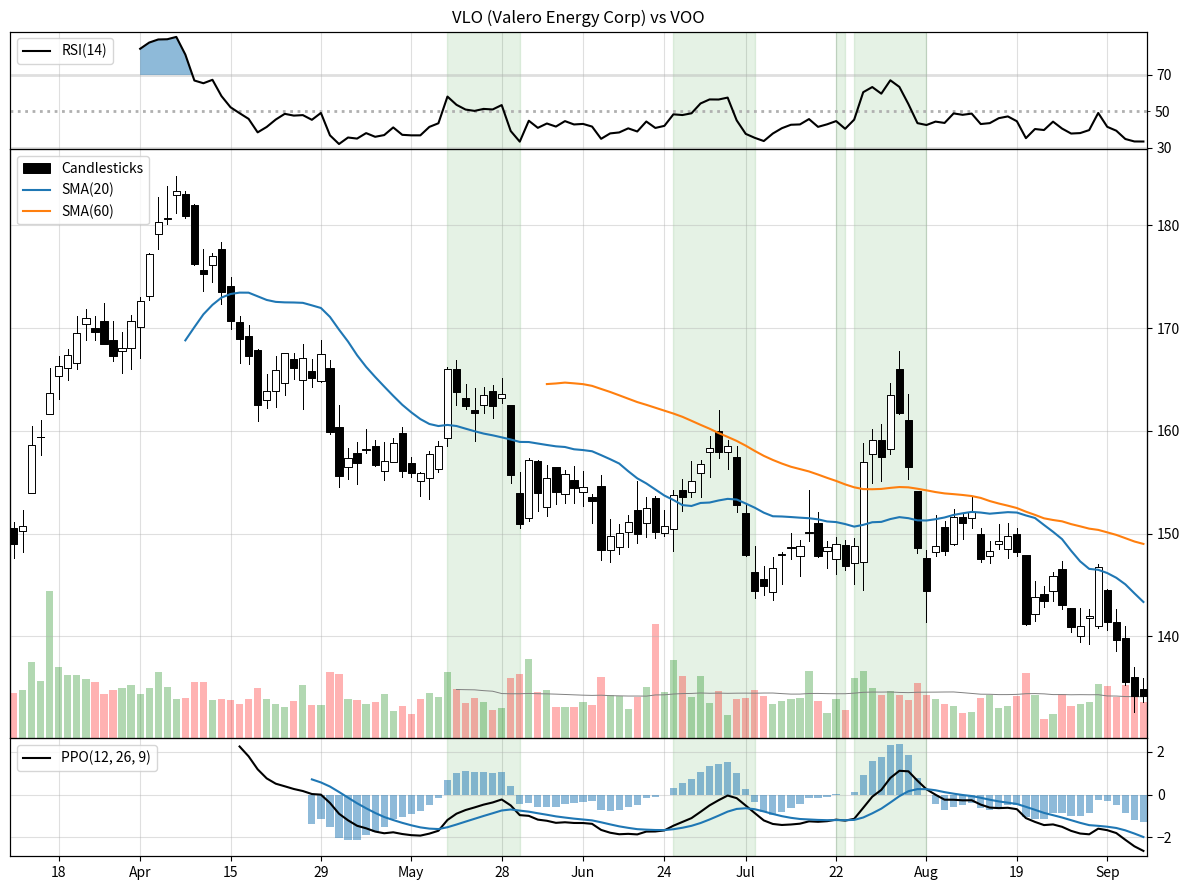 VLO (Valero Energy Corp) vs VOO
RSI(14)
70
50
30
Candlesticks
SMA(20)
SMA(60)
180
170
160
150
140
PPO(12, 26, 9)
2
0
−2
18 Apr 15 29 May 28 Jun 24 Jul 22 Aug 19 Sep